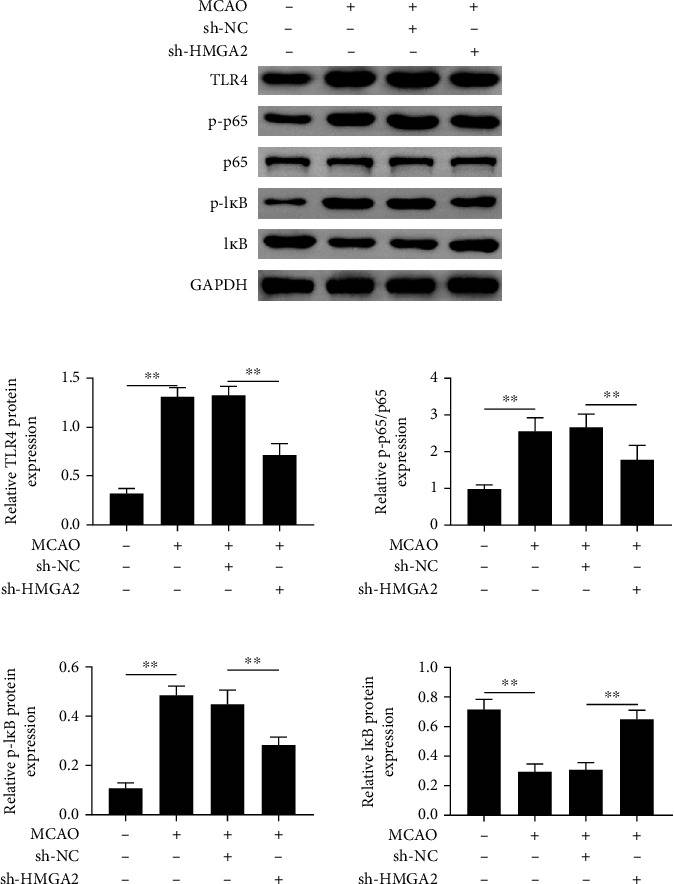 MCAO – + + +
sh-NC – – + –
sh-HMGA2 – – – +
TLR4
p-p65
p65
p-lκB
lκB
GAPDH
Relative TLR4 protein
expression
1.5
1.0
0.5
0.0
** **
MCAO – + + +
sh-NC – – + –
sh-HMGA2 – – – +
Relative p-p65/p65
expression
4
3
2
1
0
** **
MCAO – + + +
sh-NC – – + –
sh-HMGA2 – – – +
Relative p-lκB protein
expression
0.6
0.4
0.2
0.0
** **
MCAO – + + +
sh-NC – – + –
sh-HMGA2 – – – +
Relative lκB protein
expression
1.0
0.8
0.6
0.4
0.2
0.0
** **
MCAO – + + +
sh-NC – – + –
sh-HMGA2 – – – +